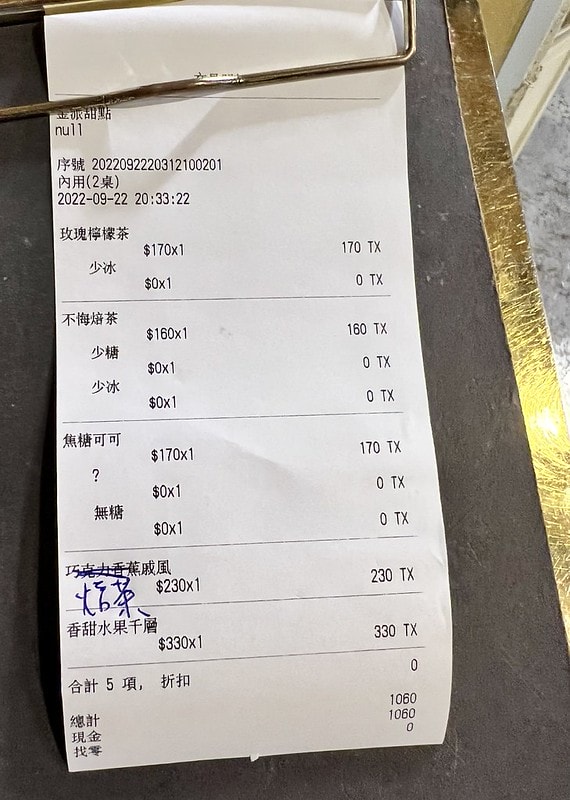 金派甜點
null
序號 2022092220312100201
內用(2桌)
2022-09-22 20:33:22
玫瑰檸檬茶
$170x1 170 TX
少冰
$0x1 0 TX
不悔焙茶
$160x1 160 TX
少糖
$0x1 0 TX
少冰
$0x1 0 TX
焦糖可可
$170x1 170 TX
?
$0x1 0 TX
無糖
$0x1 0 TX
巧克力香蕉戚風
焙茶 $230x1 230 TX
香甜水果千層
$330x1 330 TX
合計 5 項, 折扣 0
總計 1060
現金 1060
找零 0